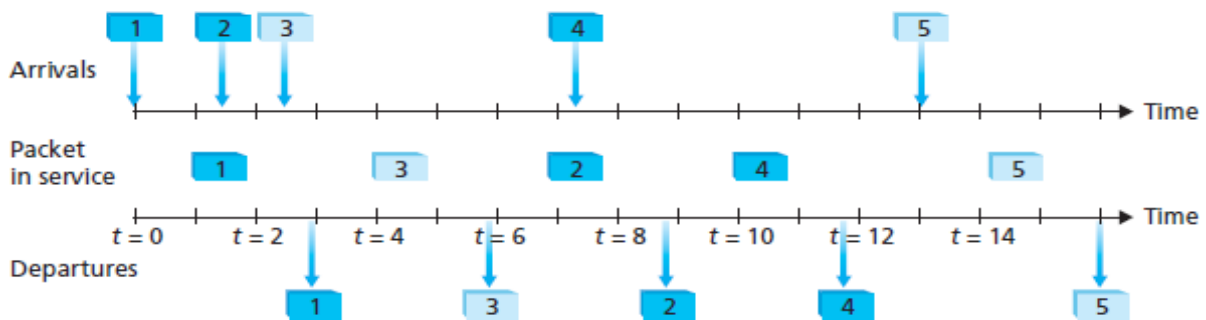 1 2 3 4 5
Arrivals
Time
Packet
in service
1 3 2 4 5
Time
t = 0 t = 2 t = 4 t = 6 t = 8 t = 10 t = 12 t = 14
Departures
1 3 2 4 5